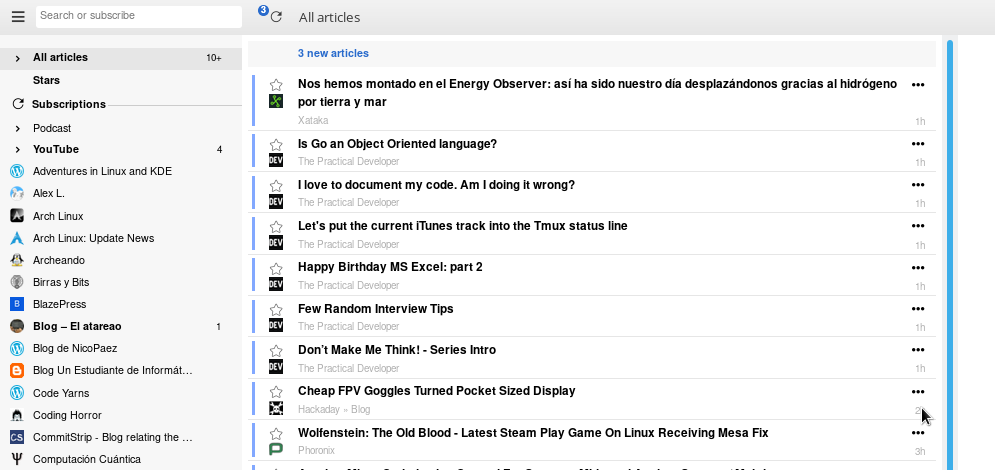 Search or subscribe
3
All articles
All articles 10+
Stars
Subscriptions
Podcast
YouTube 4
Adventures in Linux and KDE
Alex L.
Arch Linux
Arch Linux: Update News
Archeando
Birras y Bits
B BlazePress
Blog – El atareao 1
Blog de NicoPaez
Blog Un Estudiante de Informát…
Code Yarns
Coding Horror
CS CommitStrip - Blog relating the …
Computación Cuántica
3 new articles
Nos hemos montado en el Energy Observer: así ha sido nuestro día desplazándonos gracias al hidrógeno
por tierra y mar
Xataka 1h
Is Go an Object Oriented language?
DEV The Practical Developer 1h
I love to document my code. Am I doing it wrong?
DEV The Practical Developer 1h
Let's put the current iTunes track into the Tmux status line
DEV The Practical Developer 1h
Happy Birthday MS Excel: part 2
DEV The Practical Developer 1h
Few Random Interview Tips
DEV The Practical Developer 1h
Don’t Make Me Think! - Series Intro
DEV The Practical Developer 1h
Cheap FPV Goggles Turned Pocket Sized Display
Hackaday » Blog
Wolfenstein: The Old Blood - Latest Steam Play Game On Linux Receiving Mesa Fix
Phoronix 3h